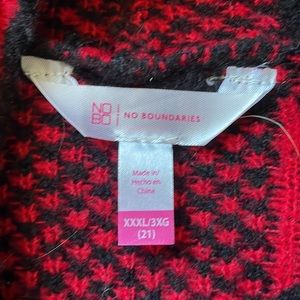 NO
BO
NO BOUNDARIES
Made in/
Hecho en
China
XXXL/3XG
(21)